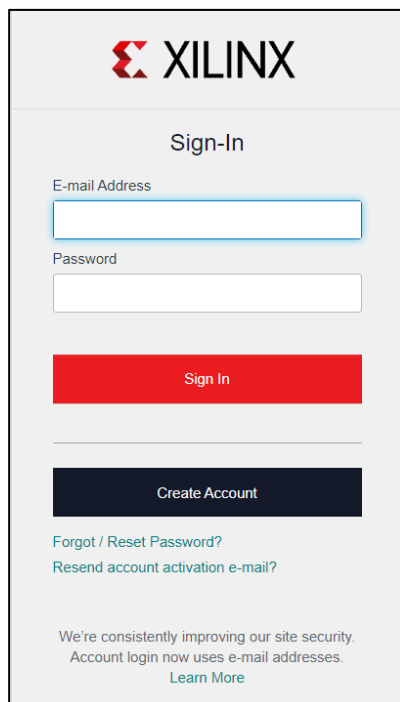 XILINX
Sign-In
E-mail Address
Password
Sign In
Create Account
Forgot / Reset Password?
Resend account activation e-mail?
We're consistently improving our site security.
Account login now uses e-mail addresses.
Learn More